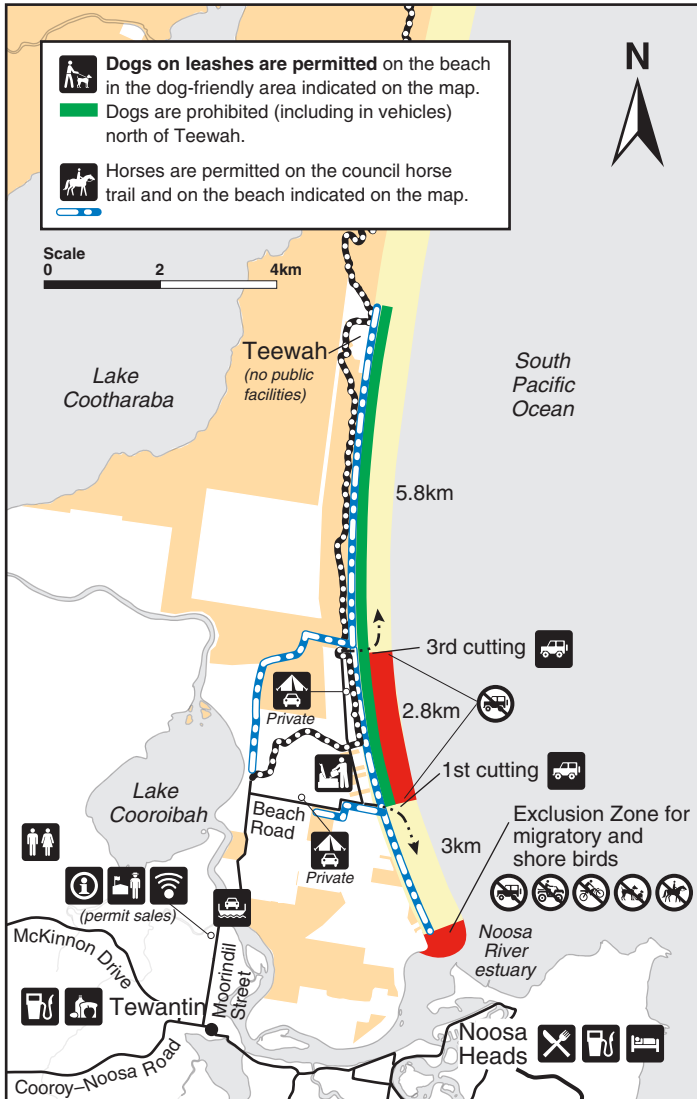 Dogs on leashes are permitted on the beach
in the dog-friendly area indicated on the map.
Dogs are prohibited (including in vehicles)
north of Teewah.
Horses are permitted on the council horse
trail and on the beach indicated on the map.
N
Scale
0 2 4km
Teewah
(no public
facilities)
Lake
Cootharaba
South
Pacific
Ocean
5.8km
3rd cutting
Private
2.8km
1st cutting
Lake
Cooroibah
Beach
Road
Private
3km
Exclusion Zone for
migratory and
shore birds
(permit sales)
McKinnon
Drive
Moorindil
Street
Noosa
River
estuary
Tewantin
Noosa
Heads
Cooroy–Noosa Road